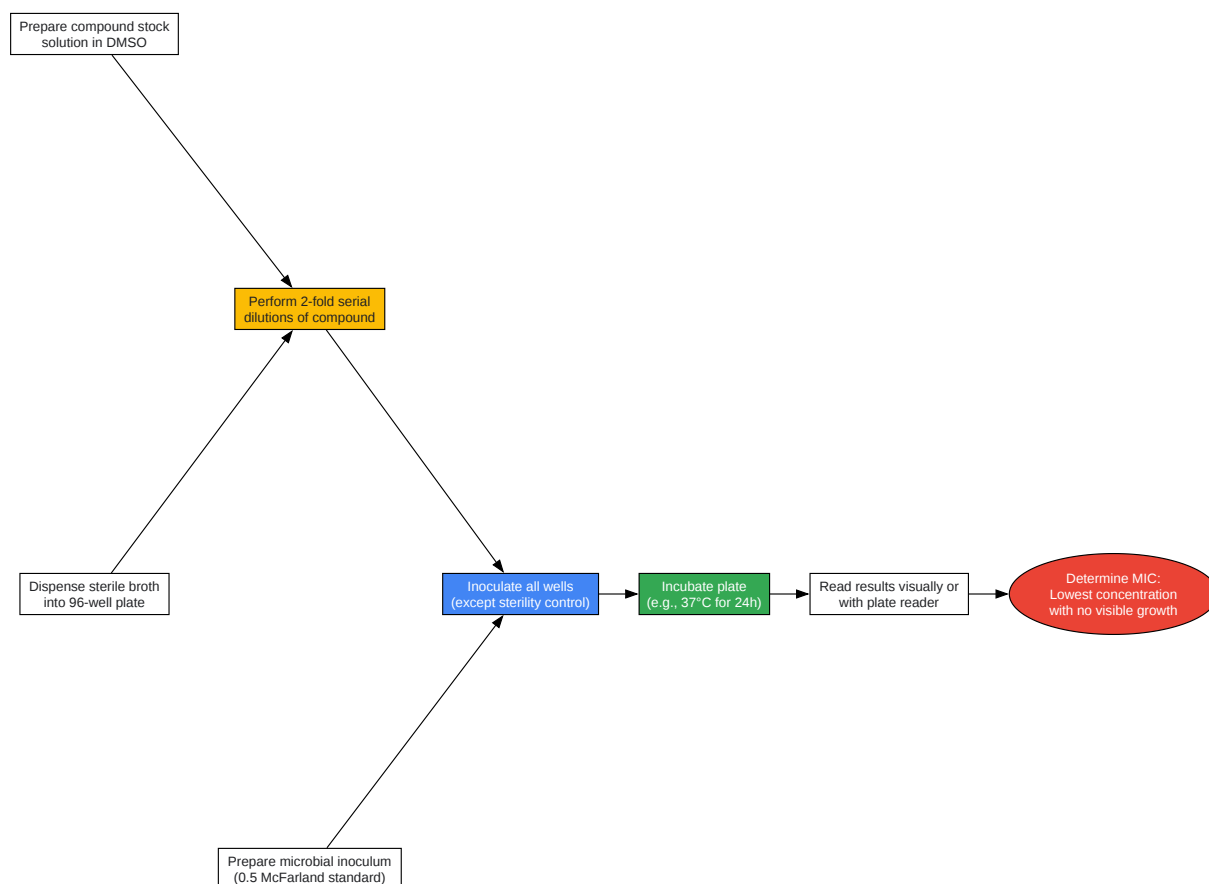 Prepare compound stock
solution in DMSO
Perform 2-fold serial
dilutions of compound
Dispense sterile broth
into 96-well plate
Inoculate all wells
(except sterility control)
Incubate plate
(e.g., 37°C for 24h)
Read results visually or
with plate reader
Determine MIC:
Lowest concentration
with no visible growth
Prepare microbial inoculum
(0.5 McFarland standard)